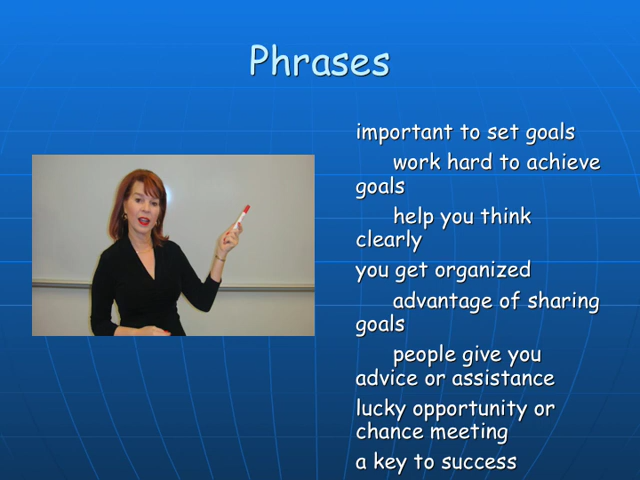 Phrases
important to set goals
work hard to achieve
goals
help you think
clearly
you get organized
advantage of sharing
goals
people give you
advice or assistance
lucky opportunity or
chance meeting
a key to success